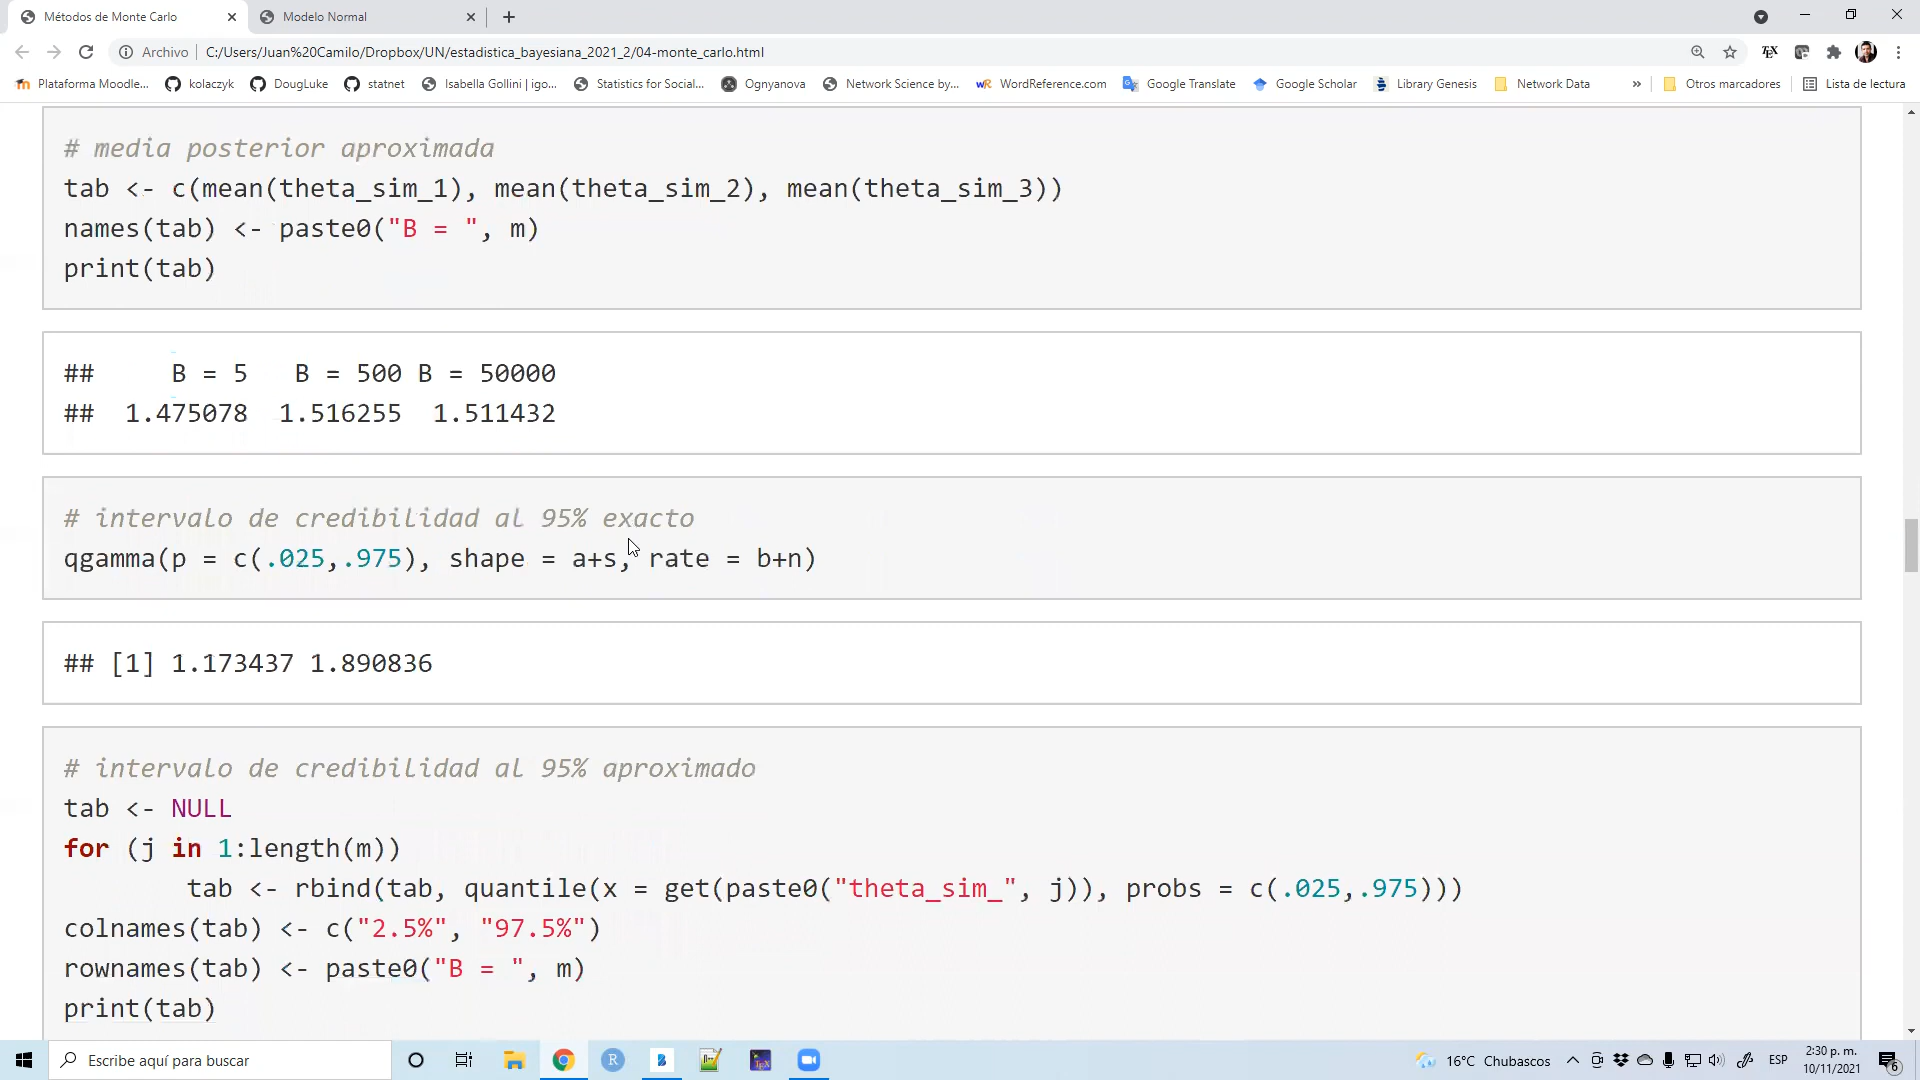 Métodos de Monte Carlo
Modelo Normal
Archivo
C:/Users/Juan%20Camilo/Dropbox/UN/estadistica_bayesiana_2021_2/04-monte_carlo.html
Plataforma Moodle...
kolaczyk
DougLuke
statnet
Isabella Gollini | igo...
Statistics for Social...
Ognyanova
Network Science by...
WordReference.com
Google Translate
Google Scholar
Library Genesis
Network Data
»
Otros marcadores
Lista de lectura
# media posterior aproximada
tab <- c(mean(theta_sim_1), mean(theta_sim_2), mean(theta_sim_3))
names(tab) <- paste0("B = ", m)
print(tab)
##     B = 5   B = 500 B = 50000
##  1.475078  1.516255  1.511432
# intervalo de credibilidad al 95% exacto
qgamma(p = c(.025,.975), shape = a+s, rate = b+n)
## [1] 1.173437 1.890836
# intervalo de credibilidad al 95% aproximado
tab <- NULL
for (j in 1:length(m))
        tab <- rbind(tab, quantile(x = get(paste0("theta_sim_", j)), probs = c(.025,.975)))
colnames(tab) <- c("2.5%", "97.5%")
rownames(tab) <- paste0("B = ", m)
print(tab)
Escribe aquí para buscar
16°C Chubascos
ESP
2:30 p. m.
10/11/2021
6